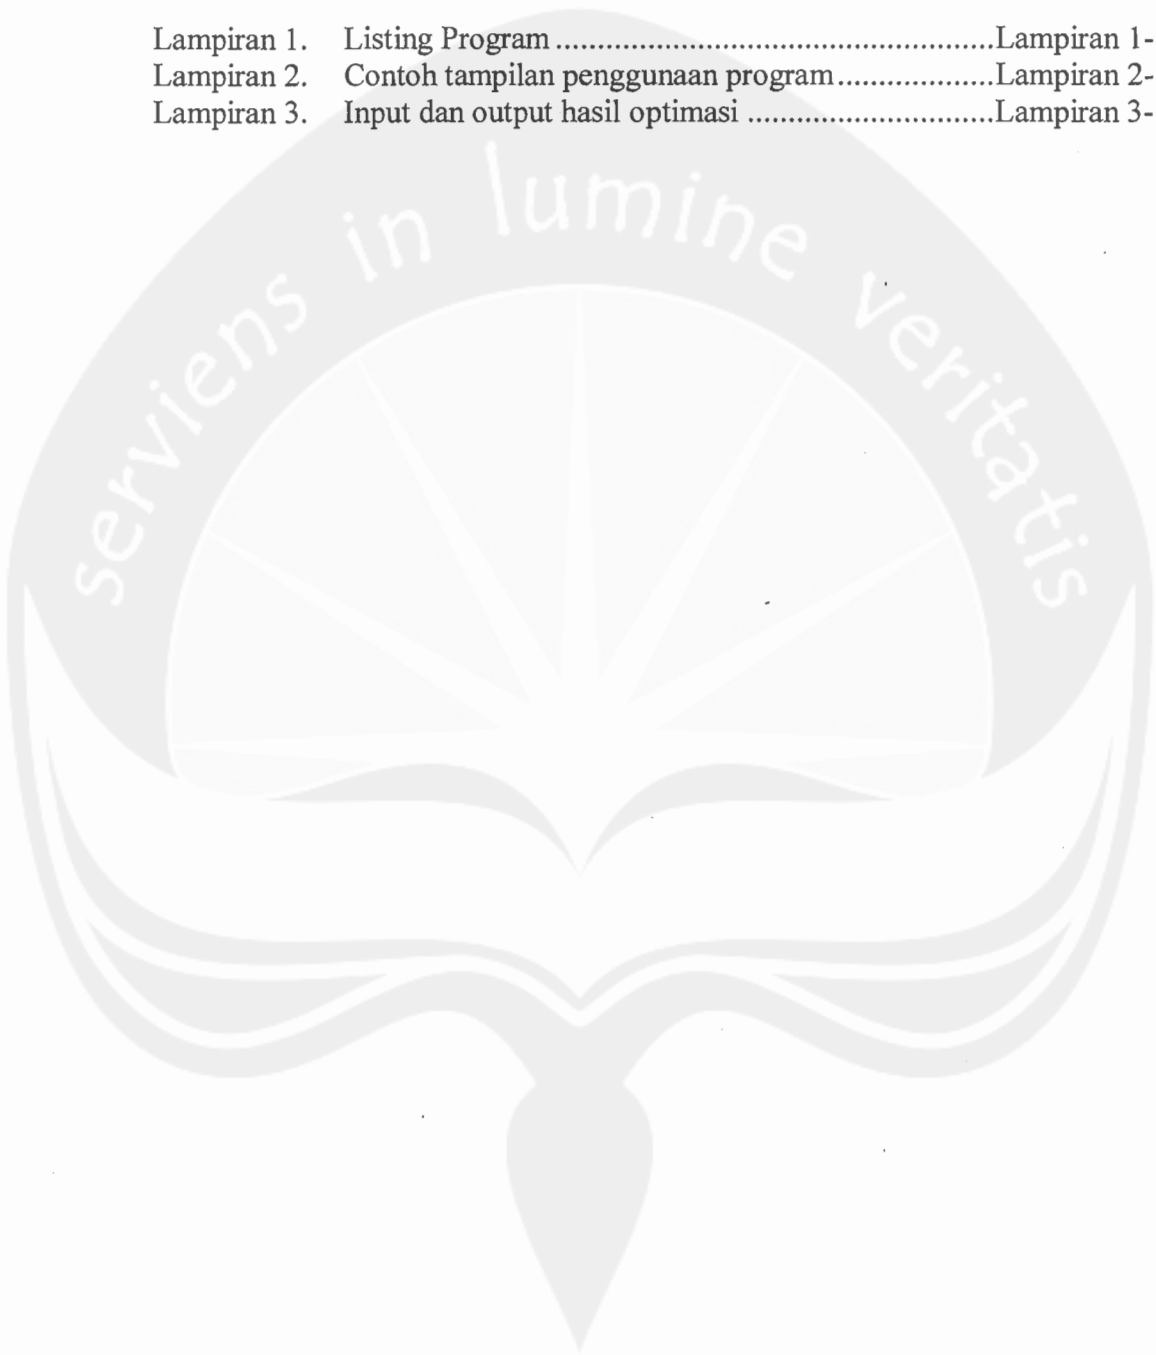 Lampiran 1. Listing Program .....................................................Lampiran 1-
Lampiran 2. Contoh tampilan penggunaan program...................Lampiran 2-
Lampiran 3. Input dan output hasil optimasi ..............................Lampiran 3-
serviens in lumine veritatis